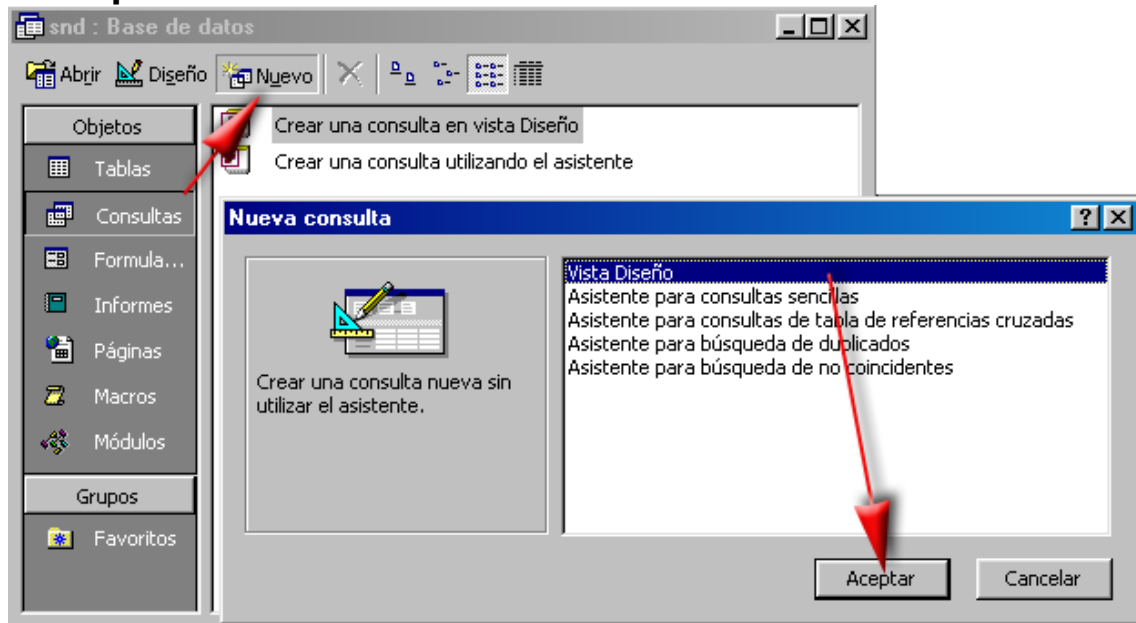 snd : Base de datos
Abrir Diseño Nuevo
Objetos
Tablas
Consultas
Formula...
Informes
Páginas
Macros
Módulos
Grupos
Favoritos
Crear una consulta en vista Diseño
Crear una consulta utilizando el asistente
Nueva consulta
Crear una consulta nueva sin
utilizar el asistente.
Vista Diseño
Asistente para consultas sencillas
Asistente para consultas de tabla de referencias cruzadas
Asistente para búsqueda de duplicados
Asistente para búsqueda de no coincidentes
Aceptar Cancelar